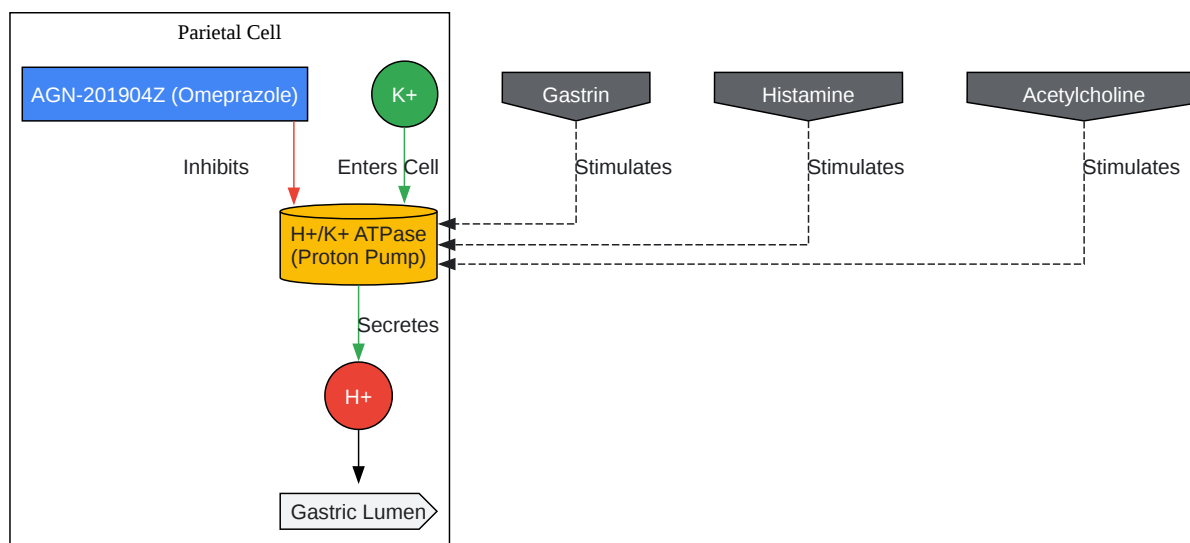 Parietal Cell
AGN-201904Z (Omeprazole)
K+
Gastrin
Histamine
Acetylcholine
Inhibits
Enters Cell
Stimulates
Stimulates
Stimulates
H+/K+ ATPase
(Proton Pump)
Secretes
H+
Gastric Lumen